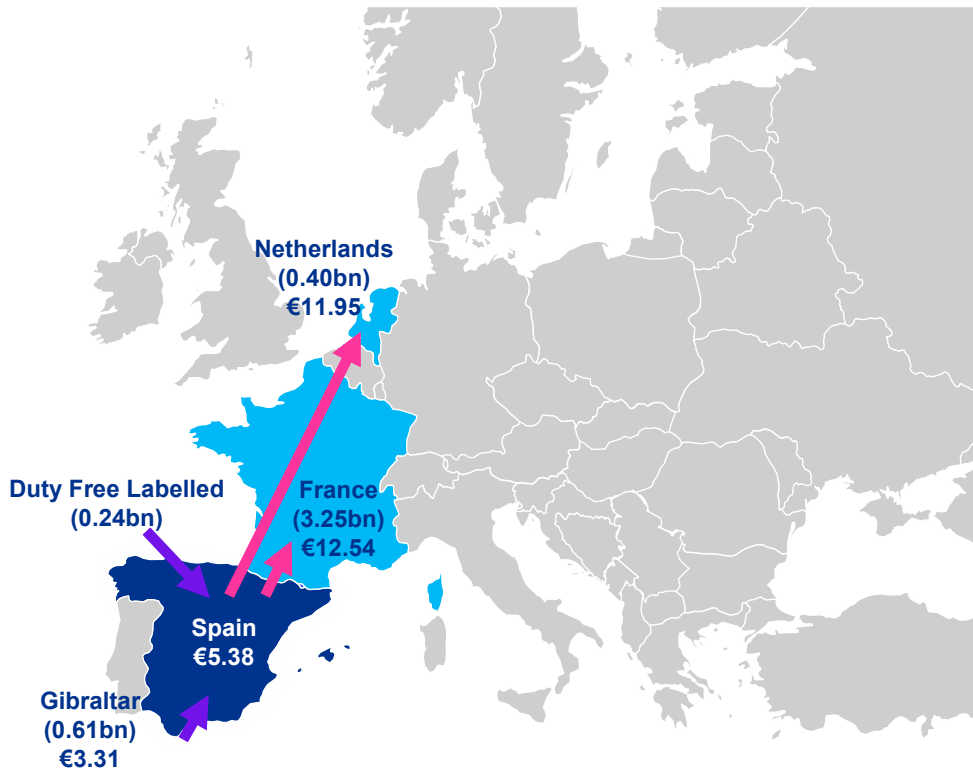 Netherlands
(0.40bn)
€11.95
Duty Free Labelled
(0.24bn)
France
(3.25bn)
€12.54
Spain
€5.38
Gibraltar
(0.61bn)
€3.31